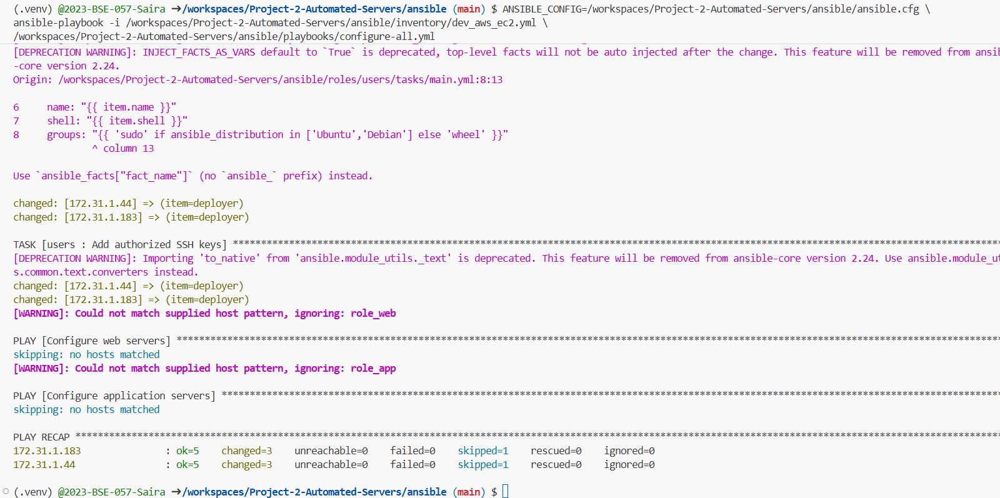 (.venv) @2023-BSE-057-Saira ➜/workspaces/Project-2-Automated-Servers/ansible (main) $ ANSIBLE_CONFIG=/workspaces/Project-2-Automated-Servers/ansible/ansible.cfg \
ansible-playbook -i /workspaces/Project-2-Automated-Servers/ansible/inventory/dev_aws_ec2.yml \
/workspaces/Project-2-Automated-Servers/ansible/playbooks/configure-all.yml
[DEPRECATION WARNING]: INJECT_FACTS_AS_VARS default to `True` is deprecated, top-level facts will not be auto injected after the change. This feature will be removed from ansib
-core version 2.24.
Origin: /workspaces/Project-2-Automated-Servers/ansible/roles/users/tasks/main.yml:8:13
6     name: "{{ item.name }}"
7     shell: "{{ item.shell }}"
8     groups: "{{ 'sudo' if ansible_distribution in ['Ubuntu','Debian'] else 'wheel' }}"
^ column 13
Use `ansible_facts["fact_name"]` (no `ansible_` prefix) instead.
changed: [172.31.1.44] => (item=deployer)
changed: [172.31.1.183] => (item=deployer)
TASK [users : Add authorized SSH keys] ****************************************************************************************************************************************
[DEPRECATION WARNING]: Importing 'to_native' from 'ansible.module_utils._text' is deprecated. This feature will be removed from ansible-core version 2.24. Use ansible.module_ut
s.common.text.converters instead.
changed: [172.31.1.44] => (item=deployer)
changed: [172.31.1.183] => (item=deployer)
[WARNING]: Could not match supplied host pattern, ignoring: role_web
PLAY [Configure web servers] **************************************************************************************************************************************************
skipping: no hosts matched
[WARNING]: Could not match supplied host pattern, ignoring: role_app
PLAY [Configure application servers] ******************************************************************************************************************************************
skipping: no hosts matched
PLAY RECAP ********************************************************************************************************************************************************************
172.31.1.183               : ok=5    changed=3    unreachable=0    failed=0    skipped=1    rescued=0    ignored=0
172.31.1.44                : ok=5    changed=3    unreachable=0    failed=0    skipped=1    rescued=0    ignored=0
(.venv) @2023-BSE-057-Saira ➜/workspaces/Project-2-Automated-Servers/ansible (main) $